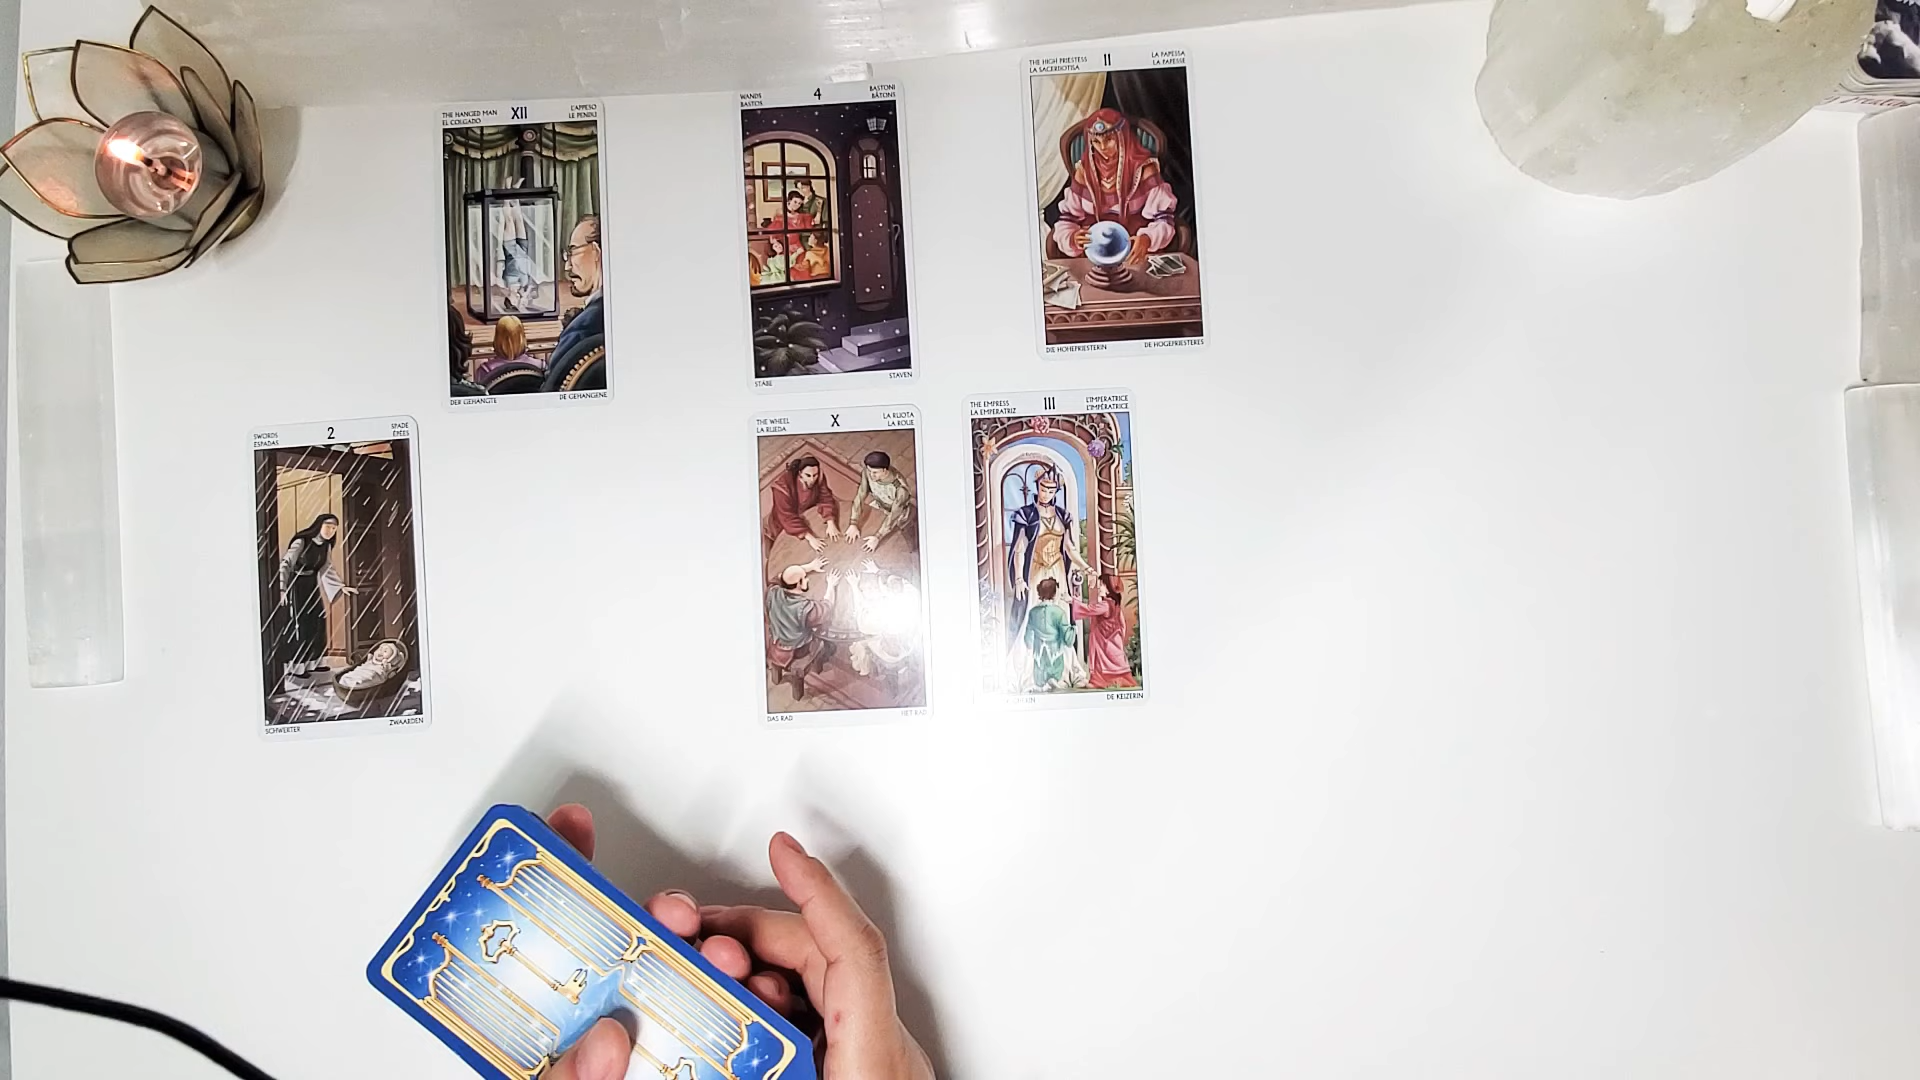 THE HANGED MAN
EL COLGADO
XII
L'APPESO
LE PENDU
DER GEHÄNGTE
DE GEHANGENE
WANDS
BASTOS
4
BASTONI
BÂTONS
STÄBE
STAVEN
THE HIGH PRIESTESS
LA SACERDOTISA
II
LA PAPESSA
LA PAPESSE
DIE HOHEPRIESTERIN
DE HOGEPRIESTERES
SWORDS
ESPADAS
2
SPADE
ÉPÉES
SCHWERTER
ZWAARDEN
THE WHEEL
LA RUEDA
X
LA RUOTA
LA ROUE
DAS RAD
HET RAD
THE EMPRESS
LA EMPERATRIZ
III
L'IMPERATRICE
L'IMPÉRATRICE
DE KEIZERIN